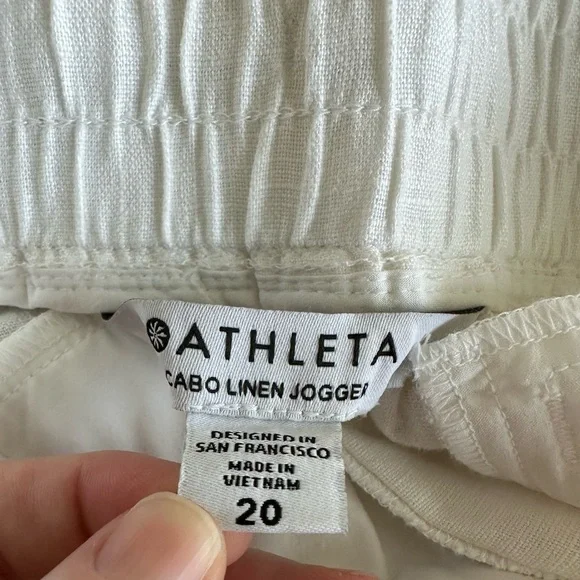 ATHLETA
CABO LINEN JOGGER
DESIGNED IN
SAN FRANCISCO
MADE IN
VIETNAM
20